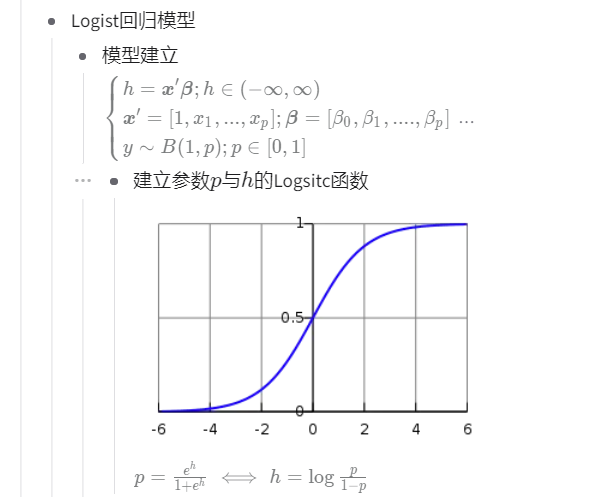 Logist回归模型
模型建立
h = x′β; h ∈ (−∞, ∞)
x′ = [1, x₁, ..., xₚ]; β = [β₀, β₁, ...., βₚ] ...
y ∼ B(1, p); p ∈ [0, 1]
建立参数p与h的Logsitc函数
1
0.5
0
-6 -4 -2 0 2 4 6
p = eʰ/(1+eʰ) ⟺ h = log p/(1−p)